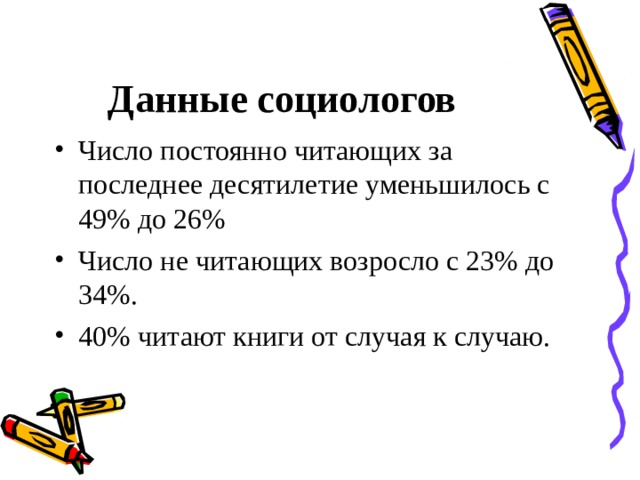 Данные социологов
• Число постоянно читающих за
последнее десятилетие уменьшилось с
49% до 26%
• Число не читающих возросло с 23% до
34%.
• 40% читают книги от случая к случаю.